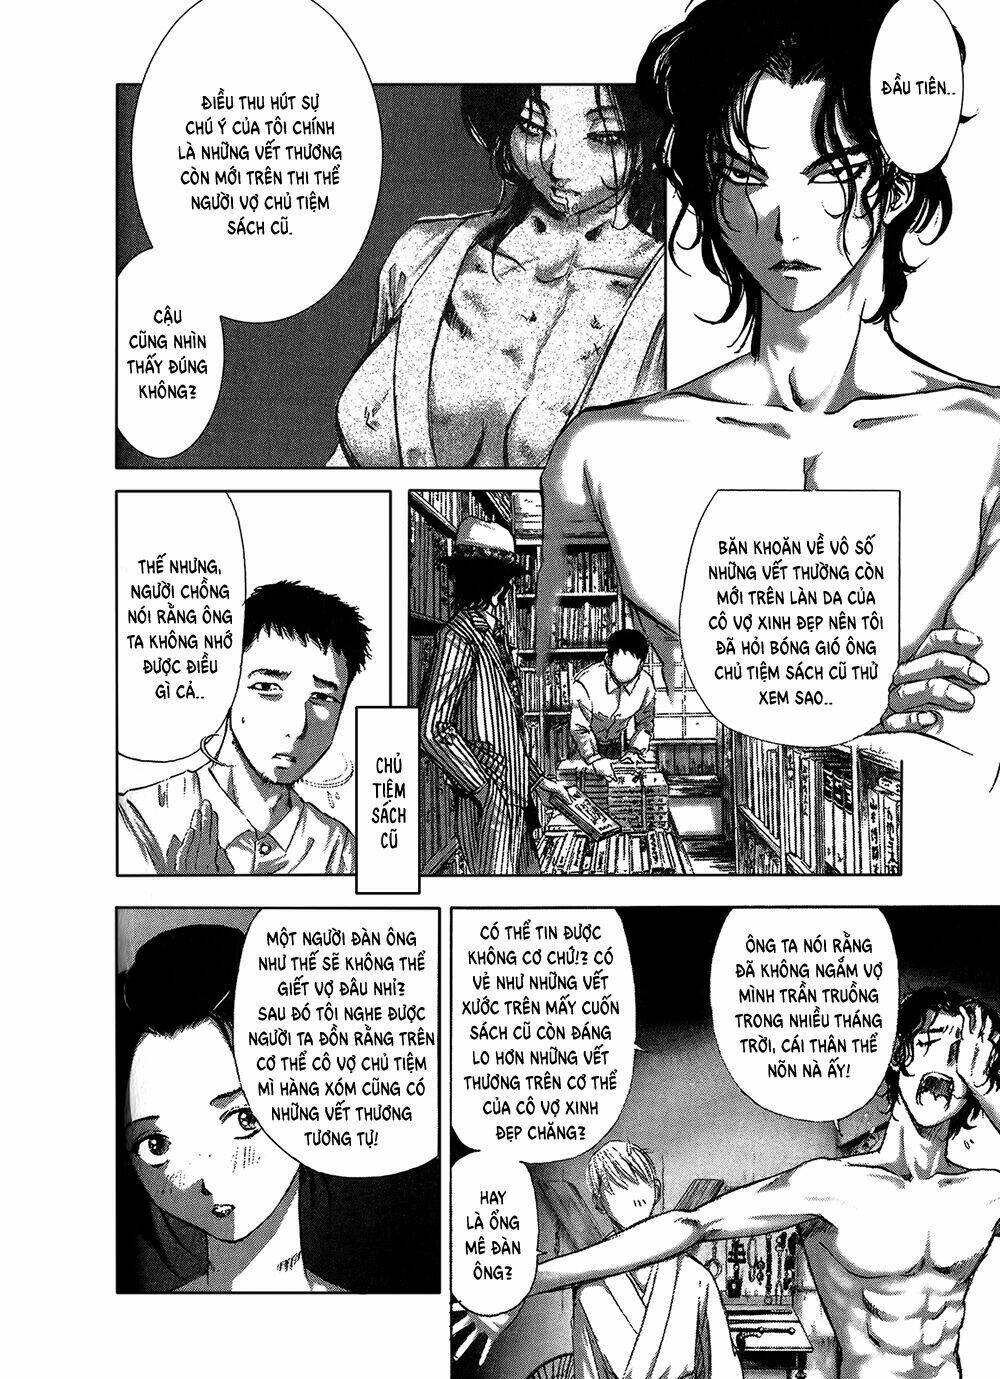 ĐẦU TIÊN..
ĐIỀU THU HÚT SỰ
CHÚ Ý CỦA TÔI CHÍNH
LÀ NHỮNG VẾT THƯƠNG
CÒN MỚI TRÊN THI THỂ
NGƯỜI VỢ CHỦ TIỆM
SÁCH CŨ.
CẬU
CŨNG NHÌN
THẤY ĐÚNG
KHÔNG?
BĂN KHOĂN VỀ VÔ SỐ
NHỮNG VẾT THƯỜNG CÒN
MỚI TRÊN LÀN DA CỦA
CÔ VỢ XINH ĐẸP NÊN TÔI
ĐÃ HỎI BÓNG GIÓ ÔNG
CHỦ TIỆM SÁCH CŨ THỬ
XEM SAO..
THẾ NHƯNG,
NGƯỜI CHỒNG
NÓI RẰNG ÔNG
TA KHÔNG NHỚ
ĐƯỢC ĐIỀU
GÌ CẢ..
CHỦ
TIỆM
SÁCH
CŨ
ÔNG TA NÓI RẰNG
ĐÃ KHÔNG NGẮM VỢ
MÌNH TRẦN TRUỒNG
TRONG NHIỀU THÁNG
TRỜI, CÁI THÂN THỂ
NÕN NÀ ẤY!
CÓ THỂ TIN ĐƯỢC
KHÔNG CƠ CHỨ!? CÓ
VẺ NHƯ NHỮNG VẾT
XƯỚC TRÊN MẤY CUỐN
SÁCH CŨ CÒN ĐÁNG
LO HƠN NHỮNG VẾT
THƯƠNG TRÊN CƠ THỂ
CỦA CÔ VỢ XINH
ĐẸP CHĂNG?
HAY
LÀ ỔNG
MÊ ĐÀN
ÔNG?
MỘT NGƯỜI ĐÀN ÔNG
NHƯ THẾ SẼ KHÔNG THỂ
GIẾT VỢ ĐÂU NHỈ?
SAU ĐÓ TÔI NGHE ĐƯỢC
NGƯỜI TA ĐỒN RẰNG TRÊN
CƠ THỂ CÔ VỢ CHỦ TIỆM
MÌ HÀNG XÓM CŨNG CÓ
NHỮNG VẾT THƯƠNG
TƯƠNG TỰ!